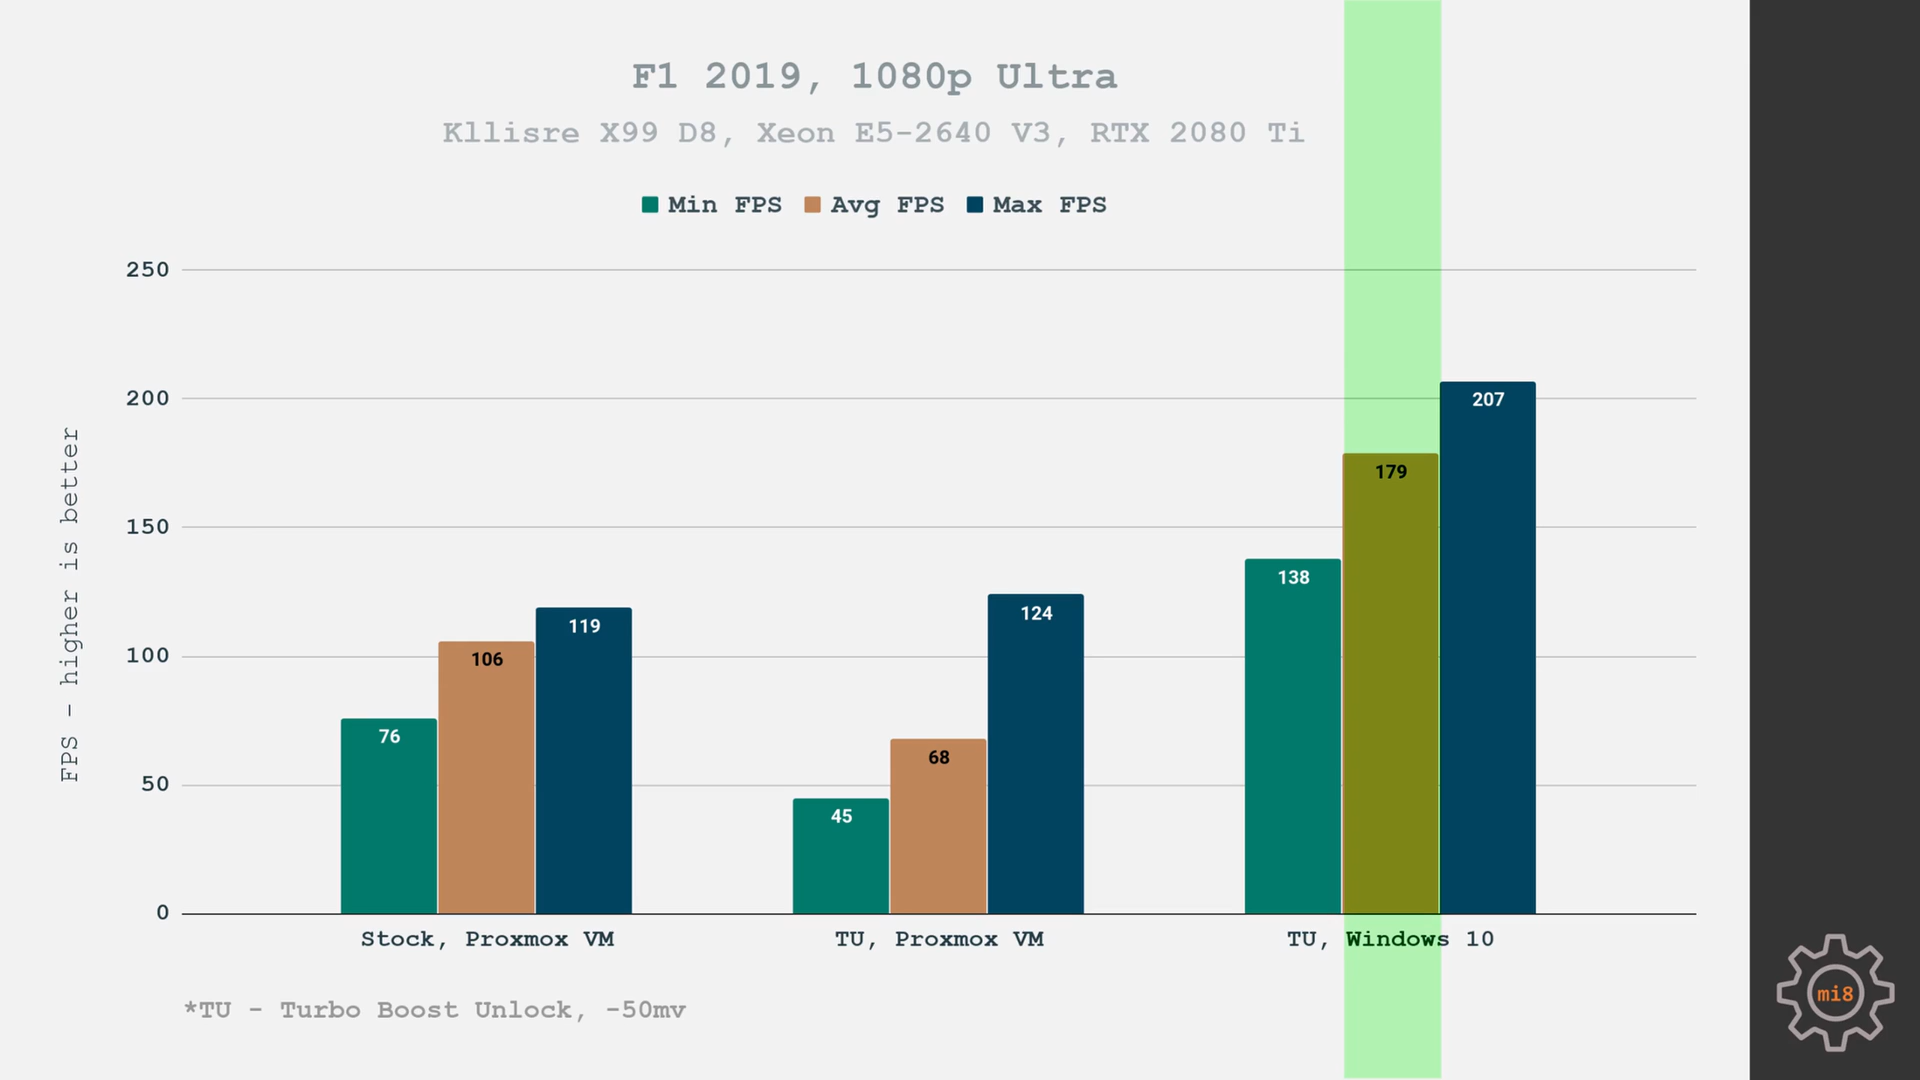 F1 2019, 1080p Ultra
Kllisre X99 D8, Xeon E5-2640 V3, RTX 2080 Ti
Min FPS Avg FPS Max FPS
FPS - higher is better
250
200
150
100
50
0
76 106 119
45 68 124
138 179 207
Stock, Proxmox VM TU, Proxmox VM TU, Windows 10
*TU - Turbo Boost Unlock, -50mv
mi8